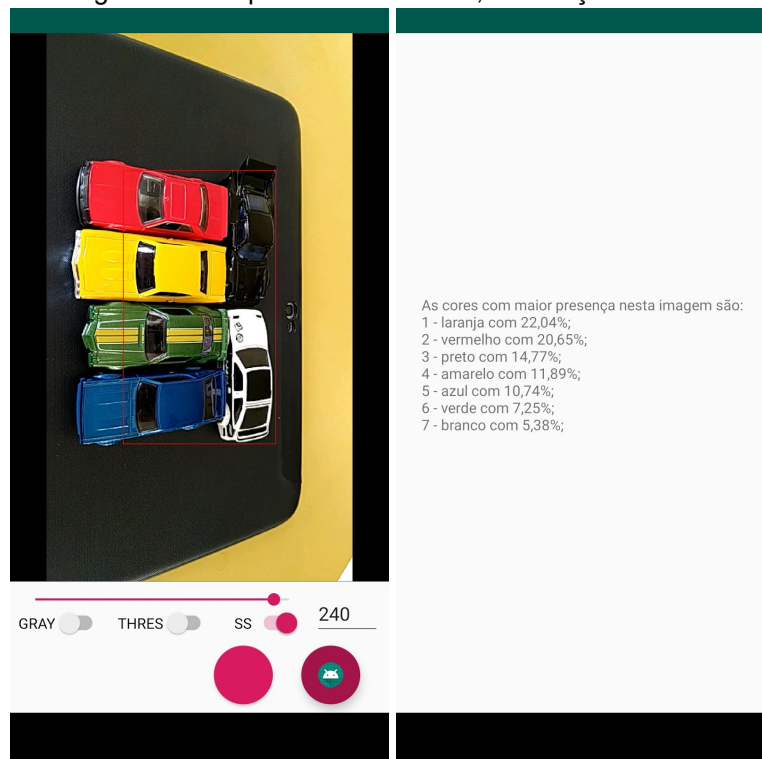 GRAY
THRES
SS
240
As cores com maior presença nesta imagem são:
1 - laranja com 22,04%;
2 - vermelho com 20,65%;
3 - preto com 14,77%;
4 - amarelo com 11,89%;
5 - azul com 10,74%;
6 - verde com 7,25%;
7 - branco com 5,38%;